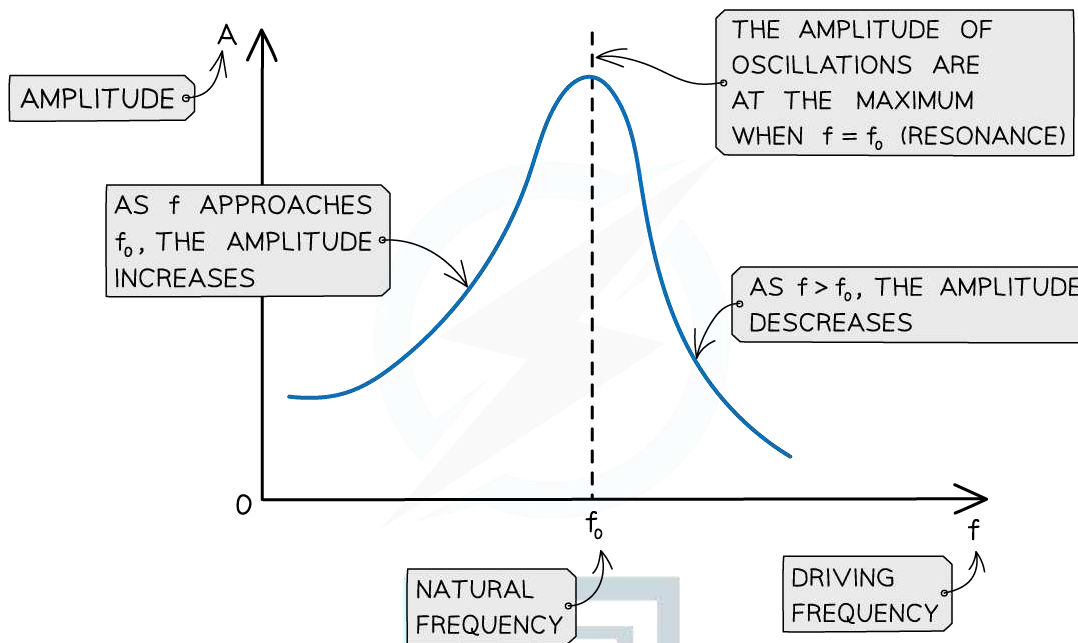 A
AMPLITUDE
THE AMPLITUDE OF
OSCILLATIONS ARE
AT THE MAXIMUM
WHEN f = f₀ (RESONANCE)
AS f APPROACHES
f₀, THE AMPLITUDE
INCREASES
AS f > f₀, THE AMPLITUDE
DESCREASES
0
f₀
f
NATURAL
FREQUENCY
DRIVING
FREQUENCY